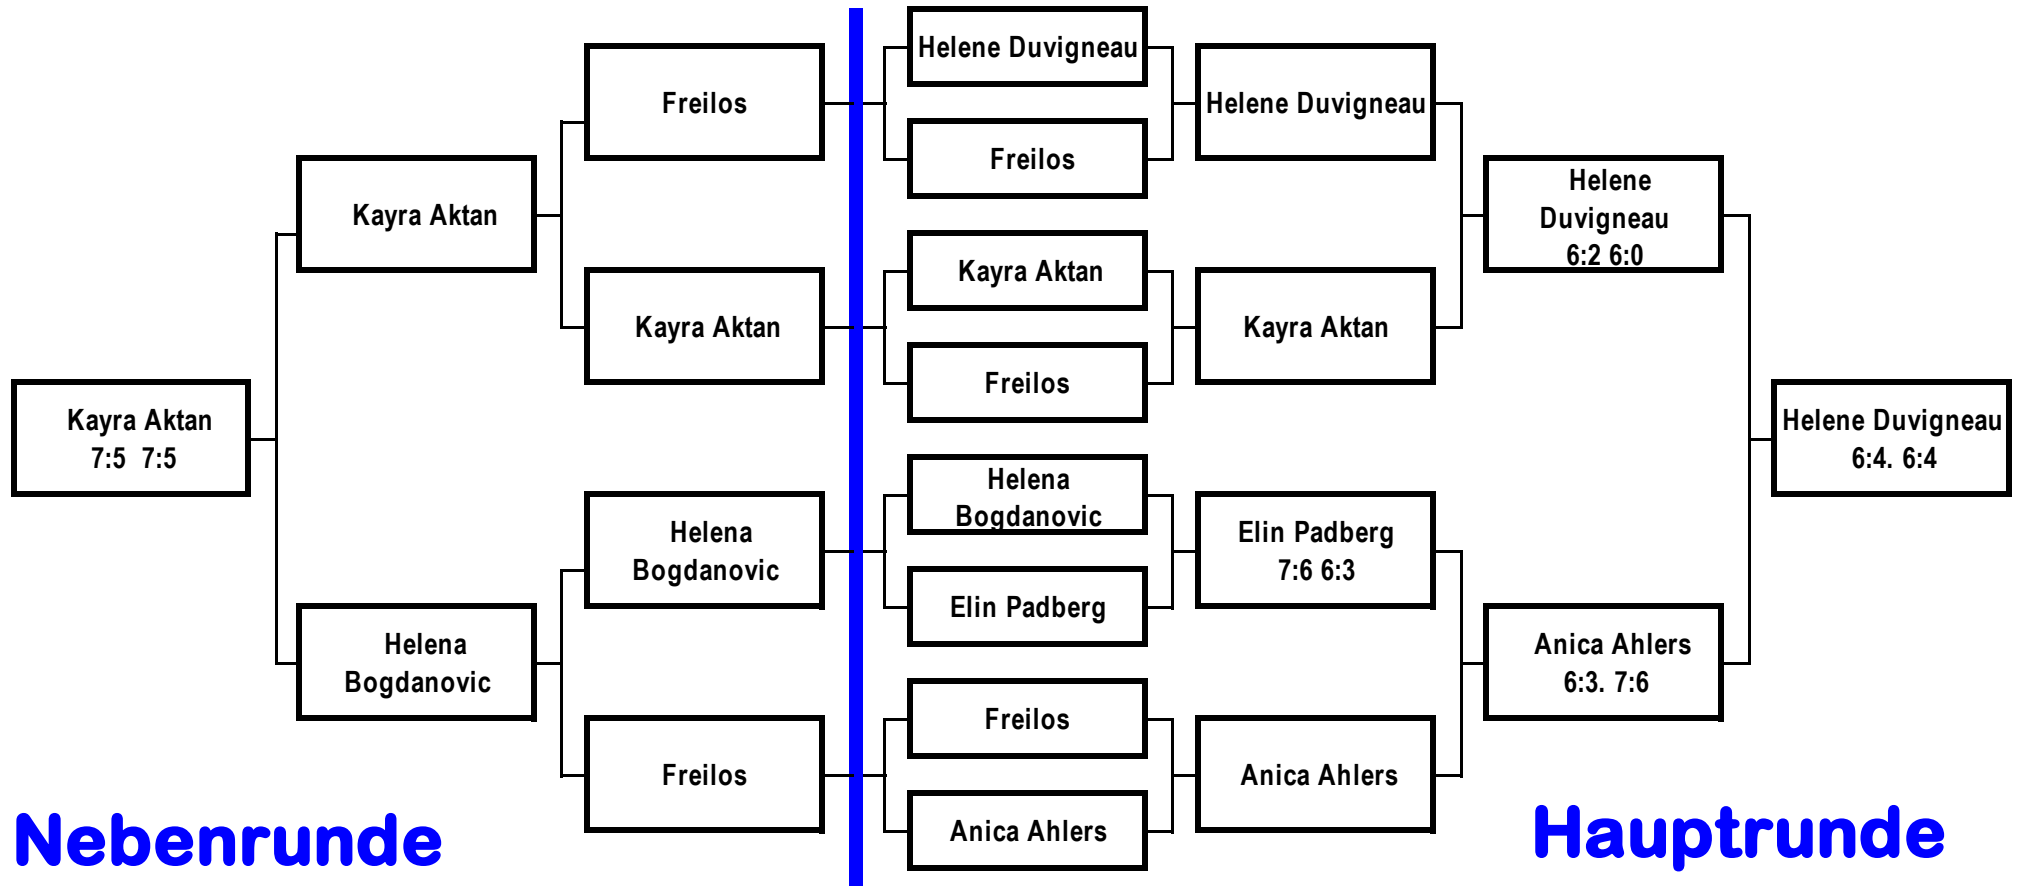 Helene Duvigneau
Freilos
Helene Duvigneau
Freilos
Helene
Duvigneau
6:2 6:0
Kayra Aktan
Kayra Aktan
Kayra Aktan
Kayra Aktan
Freilos
Kayra Aktan
7:5  7:5
Helene Duvigneau
6:4. 6:4
Helena
Bogdanovic
Helena
Bogdanovic
Elin Padberg
7:6 6:3
Elin Padberg
Helena
Bogdanovic
Anica Ahlers
6:3. 7:6
Freilos
Freilos
Anica Ahlers
Anica Ahlers
Nebenrunde
Hauptrunde